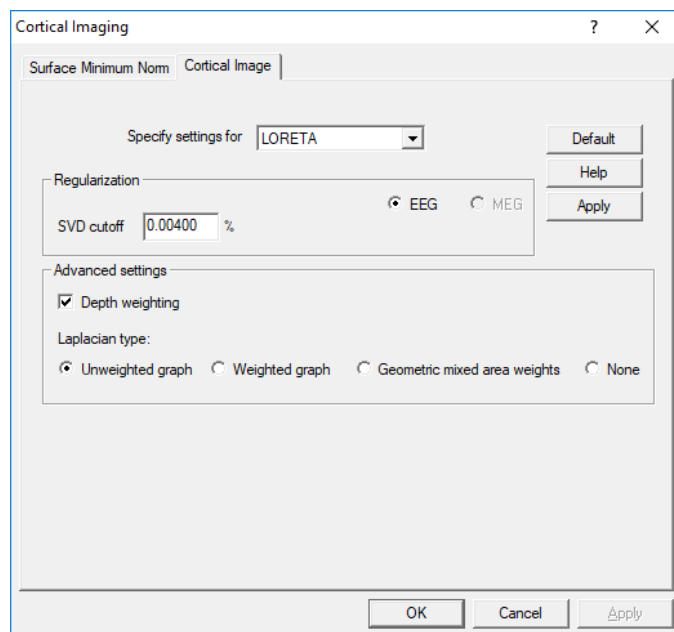 Cortical Imaging ?
Surface Minimum Norm Cortical Image
Specify settings for LORETA Default
Help
Regularization
EEG MEG Apply
SVD cutoff 0.00400 %
Advanced settings
Depth weighting
Laplacian type:
Unweighted graph Weighted graph Geometric mixed area weights None
OK Cancel Apply